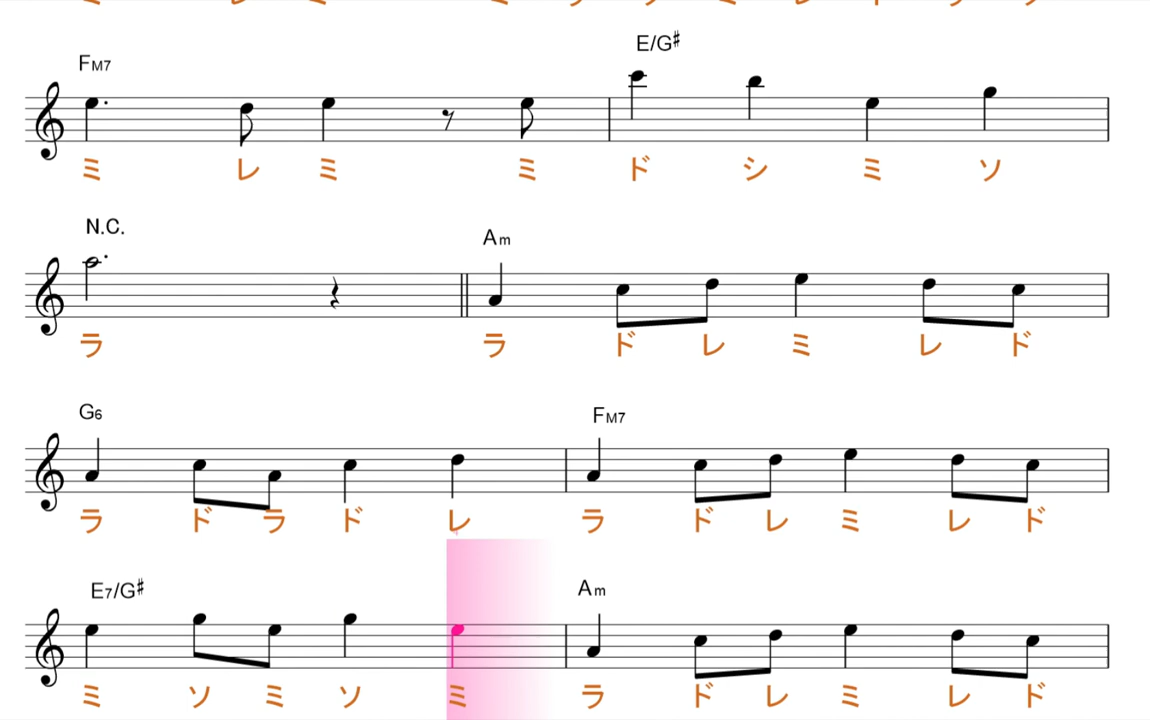 FM7 E/G♯
ミ レ ミ ミ ド シ ミ ソ
N.C. Am
ラ ラ ド レ ミ レ ド
G6 FM7
ラ ド ラ ド レ ラ ド レ ミ レ ド
E7/G♯ Am
ミ ソ ミ ソ ミ ラ ド レ ミ レ ド